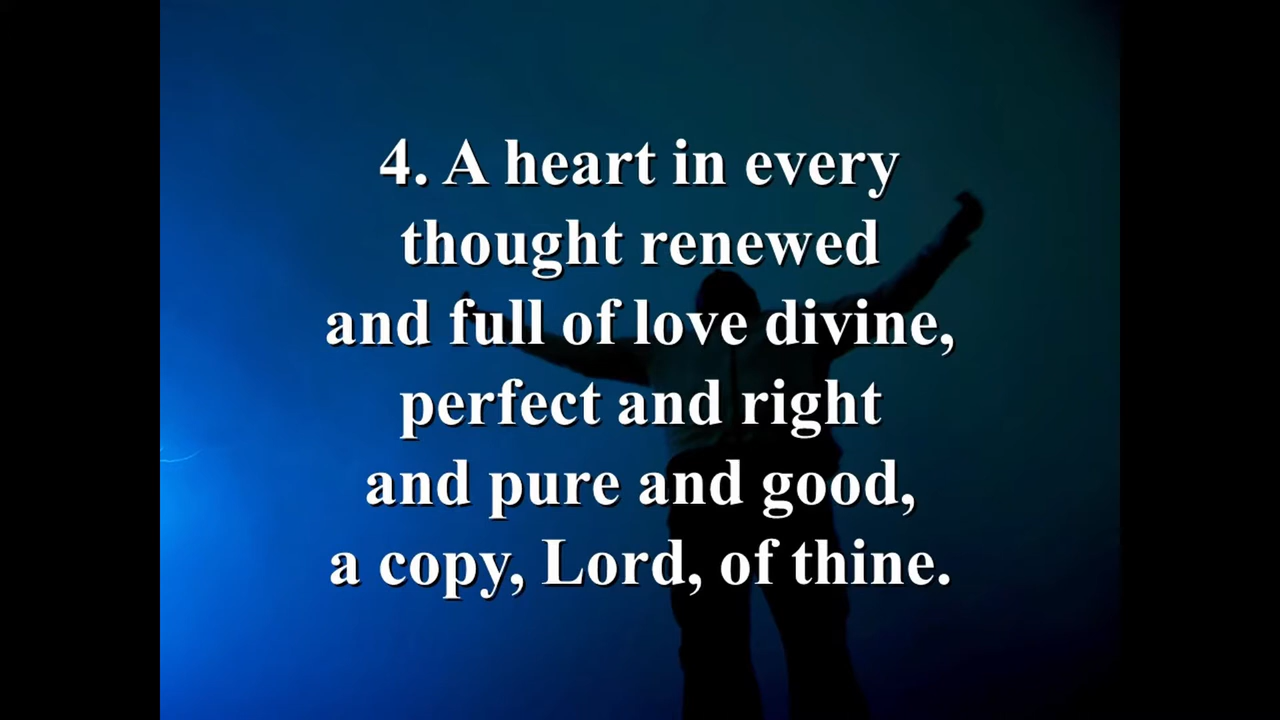 4. A heart in every
thought renewed
and full of love divine,
perfect and right
and pure and good,
a copy, Lord, of thine.